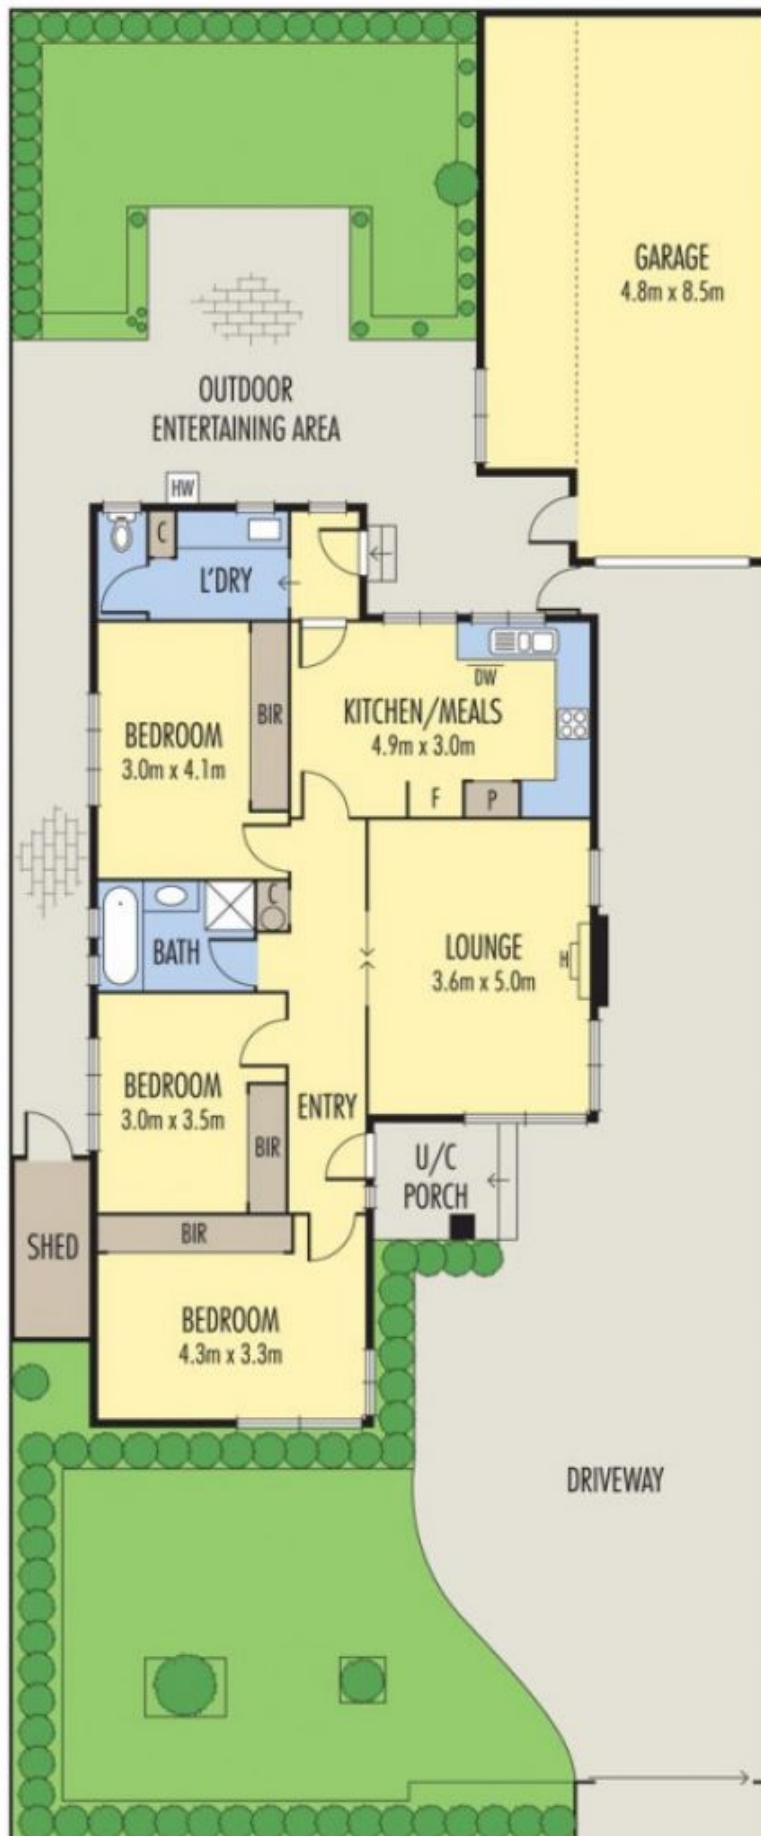 GARAGE
4.8m x 8.5m
OUTDOOR
ENTERTAINING AREA
HW
C
L'DRY
BIR
BEDROOM
3.0m x 4.1m
DW
KITCHEN/MEALS
4.9m x 3.0m
F
P
C
BATH
LOUNGE
3.6m x 5.0m
H
BEDROOM
3.0m x 3.5m
BIR
ENTRY
U/C
PORCH
BIR
SHED
BEDROOM
4.3m x 3.3m
DRIVEWAY